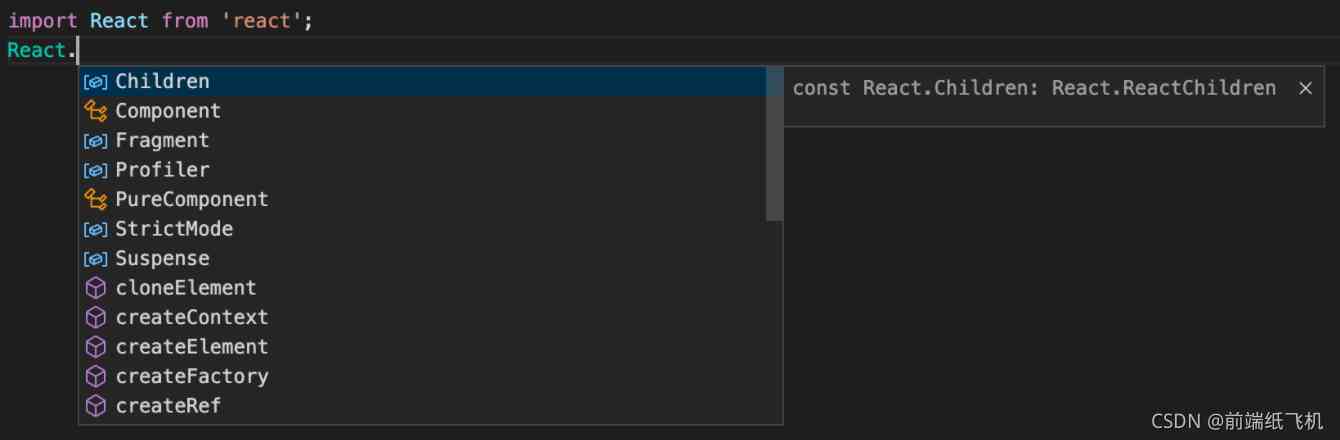 import React from 'react';
React.
Children
const React.Children: React.ReactChildren
Component
Fragment
Profiler
PureComponent
StrictMode
Suspense
cloneElement
createContext
createElement
createFactory
createRef
CSDN @前端纸飞机